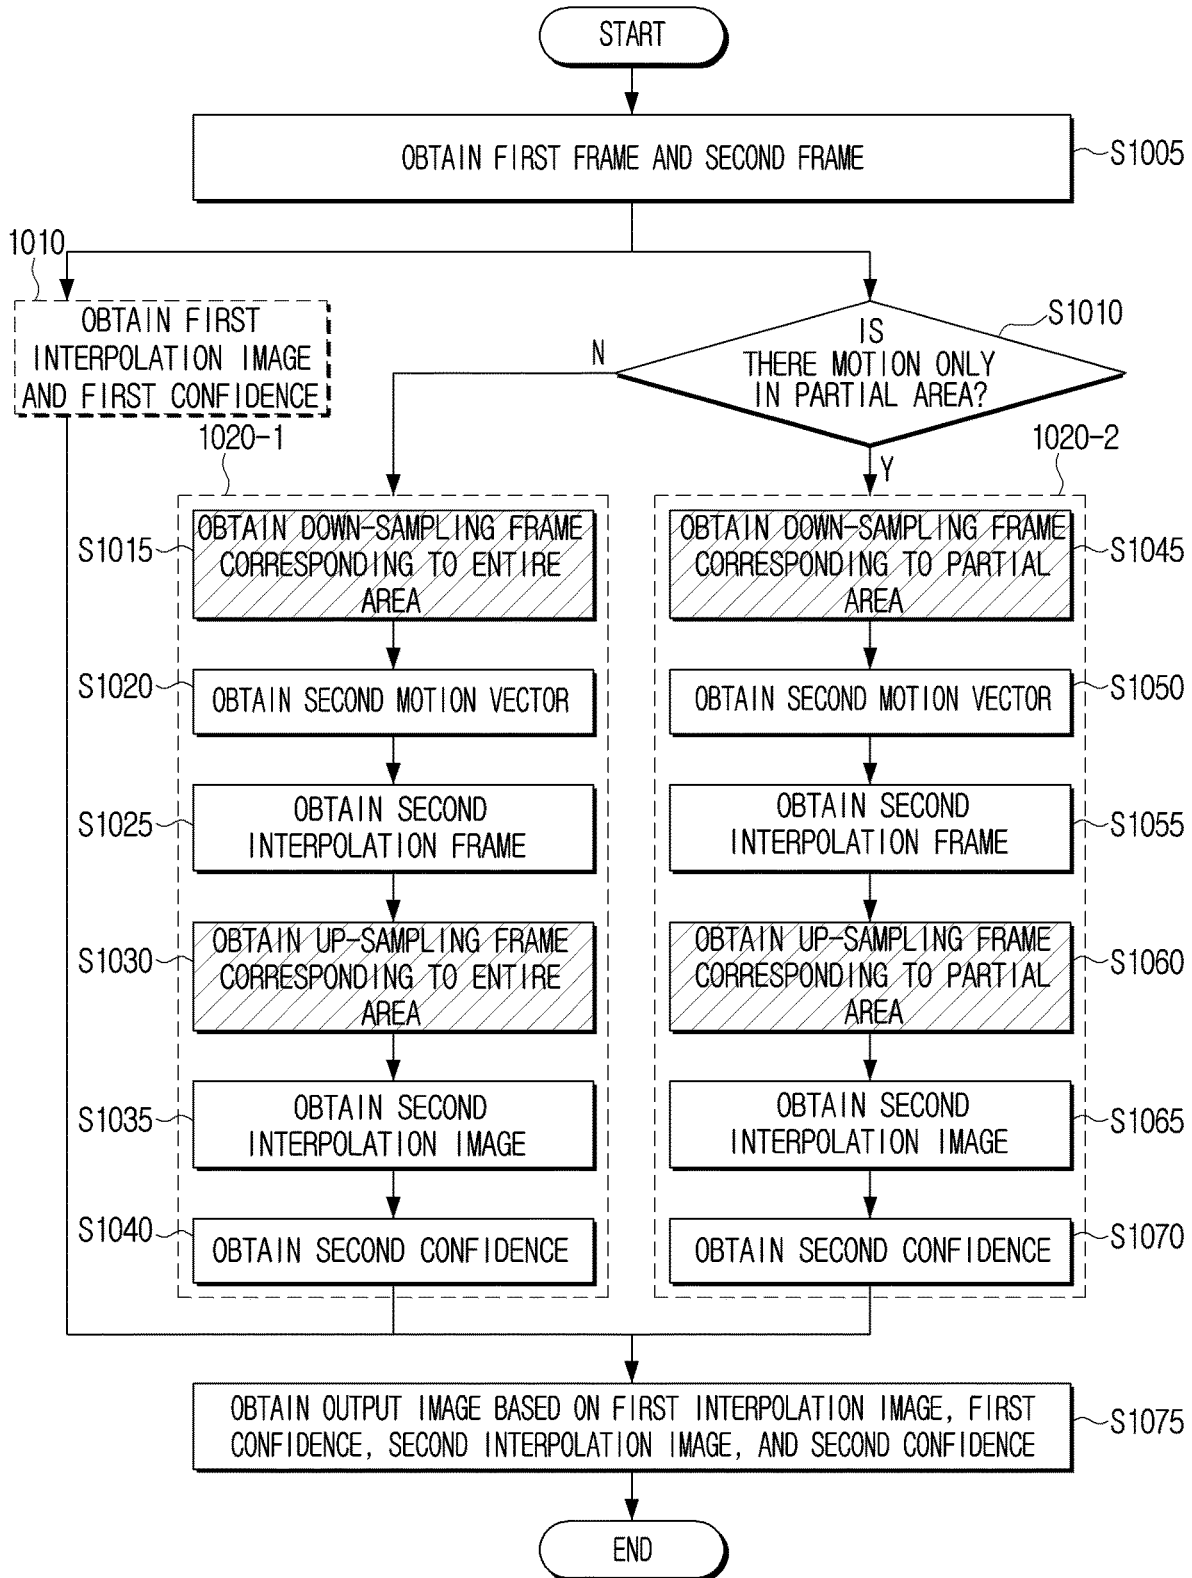 START
OBTAIN FIRST FRAME AND SECOND FRAME
S1005
1010
OBTAIN FIRST
INTERPOLATION IMAGE
AND FIRST CONFIDENCE
S1010
IS
THERE MOTION ONLY
IN PARTIAL AREA?
N
Y
1020-1
1020-2
S1015
OBTAIN DOWN-SAMPLING FRAME
CORRESPONDING TO ENTIRE
AREA
S1020
OBTAIN SECOND MOTION VECTOR
S1025
OBTAIN SECOND
INTERPOLATION FRAME
S1030
OBTAIN UP-SAMPLING FRAME
CORRESPONDING TO ENTIRE
AREA
S1035
OBTAIN SECOND
INTERPOLATION IMAGE
S1040
OBTAIN SECOND CONFIDENCE
OBTAIN DOWN-SAMPLING FRAME
CORRESPONDING TO PARTIAL
AREA
S1045
OBTAIN SECOND MOTION VECTOR
S1050
OBTAIN SECOND
INTERPOLATION FRAME
S1055
OBTAIN UP-SAMPLING FRAME
CORRESPONDING TO PARTIAL
AREA
S1060
OBTAIN SECOND
INTERPOLATION IMAGE
S1065
OBTAIN SECOND CONFIDENCE
S1070
OBTAIN OUTPUT IMAGE BASED ON FIRST INTERPOLATION IMAGE, FIRST
CONFIDENCE, SECOND INTERPOLATION IMAGE, AND SECOND CONFIDENCE
S1075
END